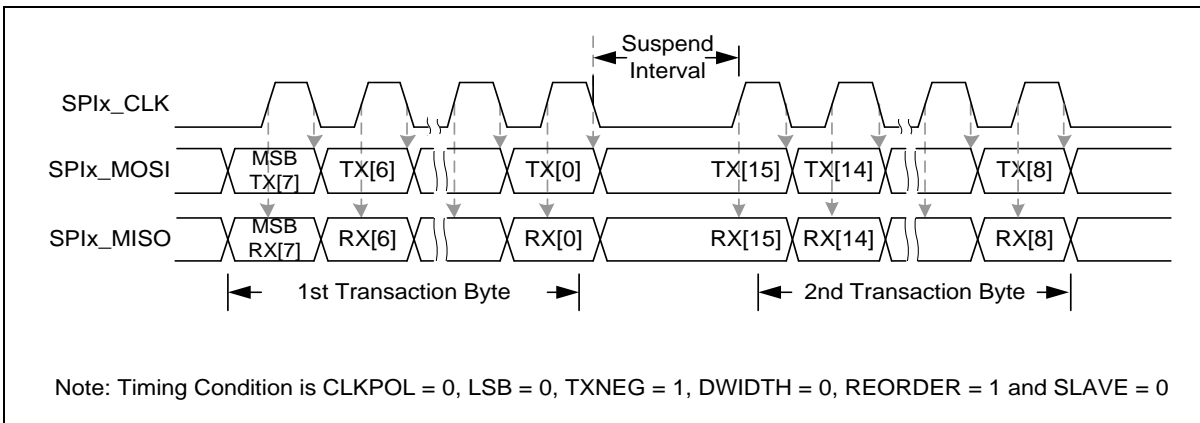 Suspend
Interval
SPIx_CLK
SPIx_MOSI
MSB
TX[7]
TX[6]
TX[0]
TX[15]
TX[14]
TX[8]
SPIx_MISO
MSB
RX[7]
RX[6]
RX[0]
RX[15]
RX[14]
RX[8]
1st Transaction Byte
2nd Transaction Byte
Note: Timing Condition is CLKPOL = 0, LSB = 0, TXNEG = 1, DWIDTH = 0, REORDER = 1 and SLAVE = 0